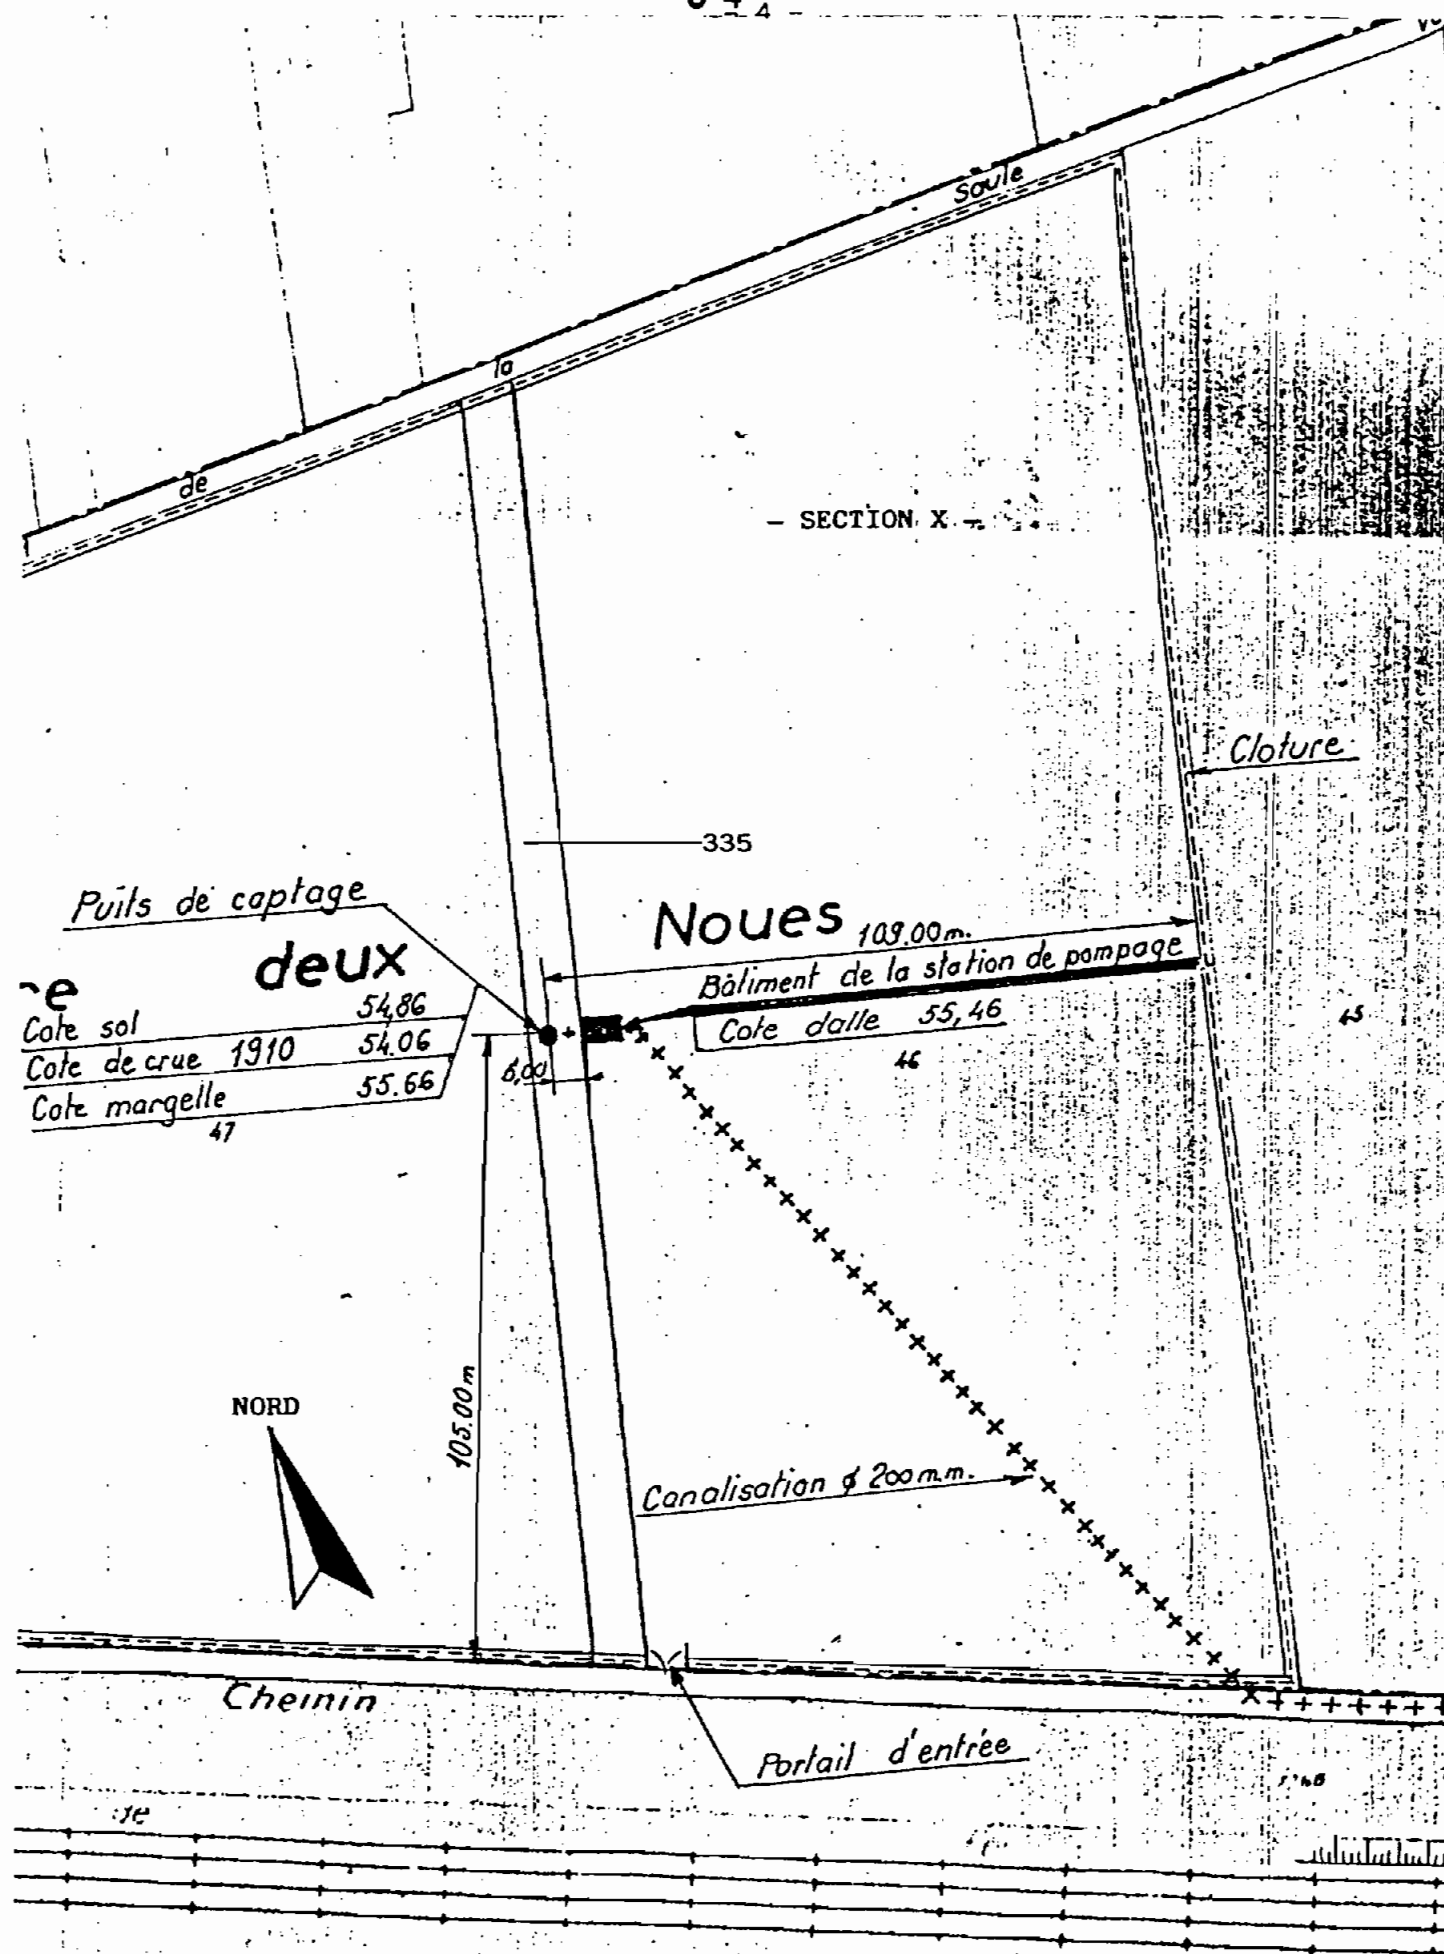 Saule
la
de
- SECTION X -
Cloture
335
Puits de captage
Noues
109.00m.
deux
Bâtiment de la station de pompage
Cote sol 54,86
Cote dalle 55,46
45
Cote de crue 1910 54.06
46
6,00
Cote margelle 55.66
47
105.00m
NORD
Canalisation ϕ 200m.m.
Chemin
Portail d'entrée